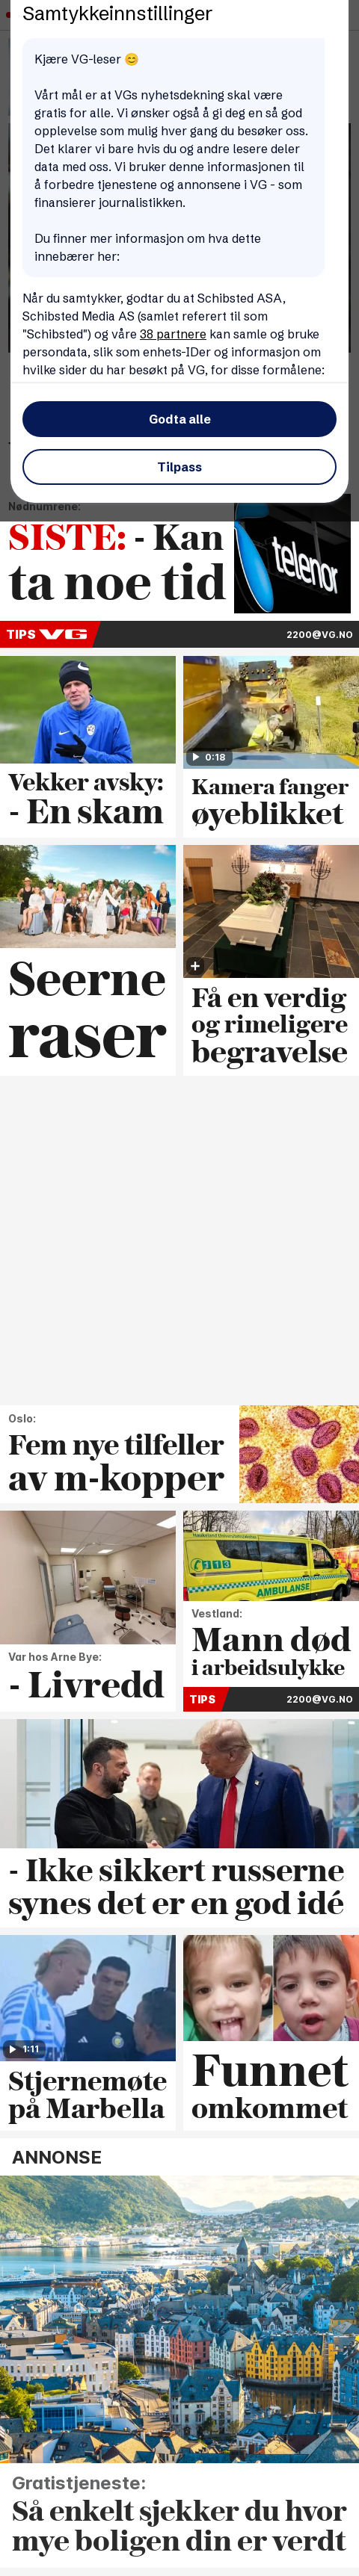 Samtykkeinnstillinger
Kjære VG-leser 😊
Vårt mål er at VGs nyhetsdekning skal være
gratis for alle. Vi ønsker også å gi deg en så god
opplevelse som mulig hver gang du besøker oss.
Det klarer vi bare hvis du og andre lesere deler
data med oss. Vi bruker denne informasjonen til
å forbedre tjenestene og annonsene i VG - som
finansierer journalistikken.
Du finner mer informasjon om hva dette
innebærer her:
Når du samtykker, godtar du at Schibsted ASA,
Schibsted Media AS (samlet referert til som
"Schibsted") og våre 38 partnere kan samle og bruke
persondata, slik som enhets-IDer og informasjon om
hvilke sider du har besøkt på VG, for disse formålene:
Godta alle
Tilpass
Nødnumrene:
SISTE: - Kan
ta noe tid
telenor
TIPS VG
2200@VG.NO
0:18
Vekker avsky:
- En skam
Kamera fanger
øyeblikket
Seerne
raser
Få en verdig
og rimeligere
begravelse
Oslo:
Fem nye tilfeller
av m-kopper
113
AMBULANSE
Var hos Arne Bye:
- Livredd
Vestland:
Mann død
i arbeidsulykke
TIPS
2200@VG.NO
- Ikke sikkert russerne
synes det er en god idé
1:11
Stjernemøte
på Marbella
Funnet
omkommet
ANNONSE
Gratistjeneste:
Så enkelt sjekker du hvor
mye boligen din er verdt